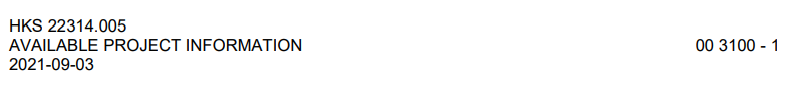 HKS 22314.005
AVAILABLE PROJECT INFORMATION 00 3100 - 1
2021-09-03